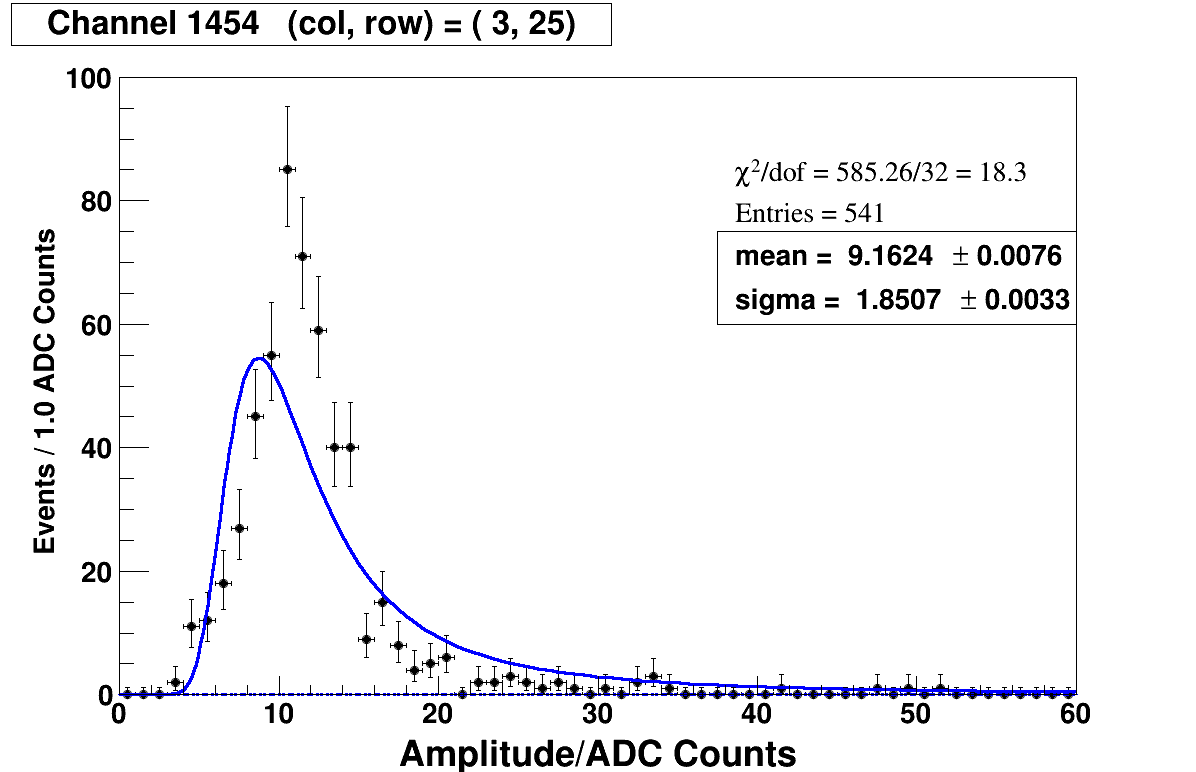 Channel 1454 (col, row) = ( 3, 25)
100
80
60
40
20
0
Events / 1.0 ADC Counts
χ²/dof = 585.26/32 = 18.3
Entries = 541
mean = 9.1624 ± 0.0076
sigma = 1.8507 ± 0.0033
0 10 20 30 40 50 60
Amplitude/ADC Counts